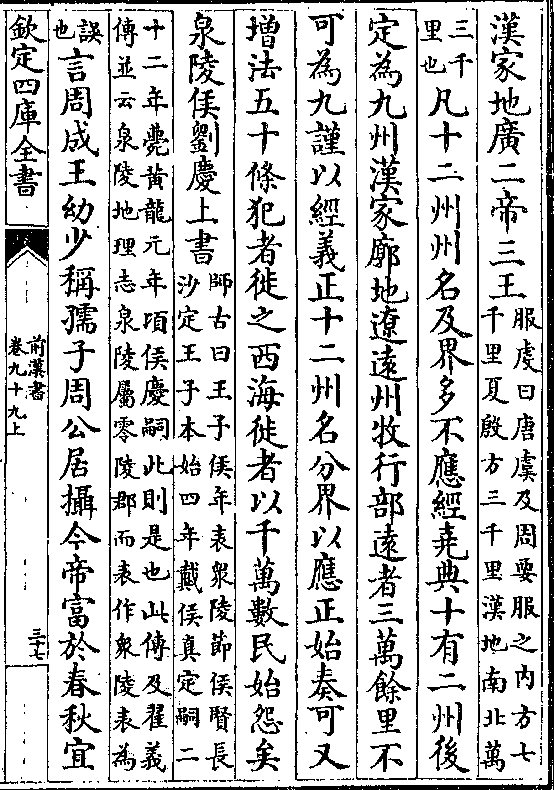 漢家地廣二帝三王服虔曰唐虞及周要服之内方七
千里夏殷方三千里漢地南北萬
三千
里也凡十二州州名及界多不應經堯典十有二州後
定為九州漢家廓地遼遠州牧行部遠者三萬餘里不
可為九謹以經義正十二州名分界以應正始奏可又
增法五十條犯者徙之西海徙者以千萬數民始怨矣
泉陵侯劉慶上書師古曰王子侯年表衆陵節侯賢長
沙定王子本始四年戴侯真定嗣二
十二年薨黄龍元年頃侯慶嗣此則是也此傳及翟義
傳並云泉陵地理志泉陵屬零陵郡而表作衆陵表為
誤
也言周成王幼少稱孺子周公居攝今帝富於春秋宜
欽定四庫全書
前漢書
卷九十九上
三七